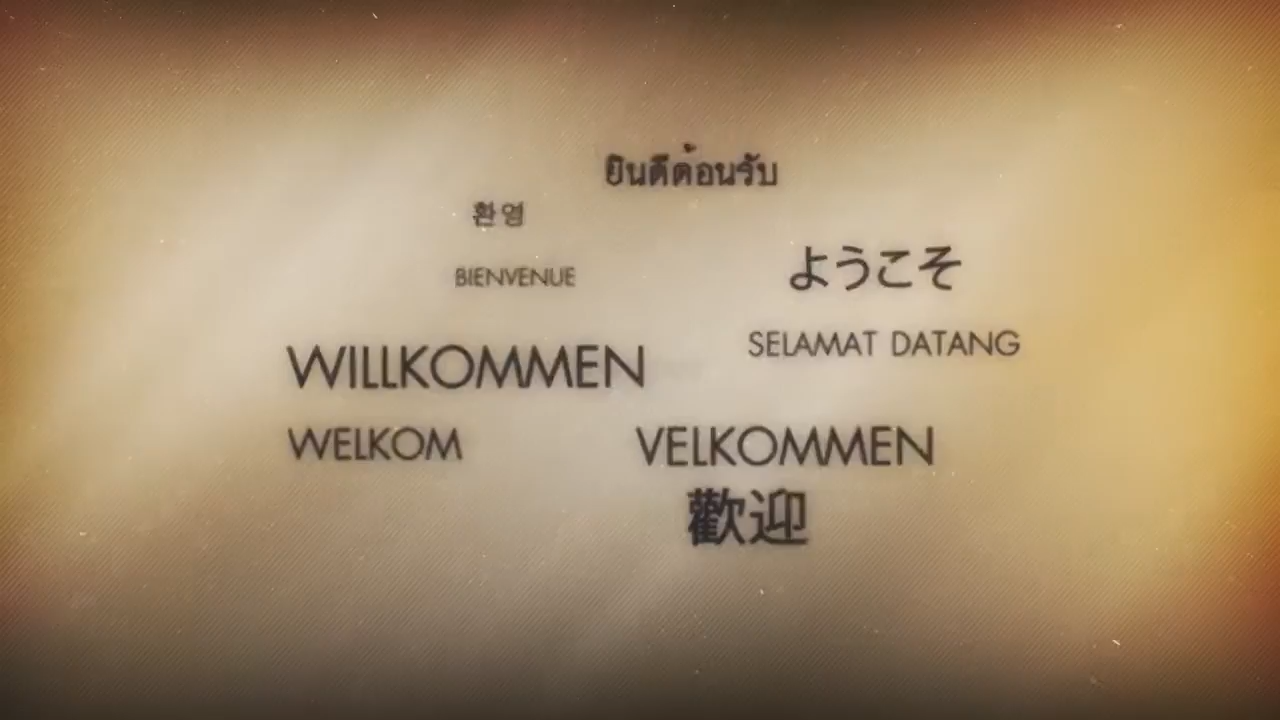 ยินดีต้อนรับ
환영
ようこそ
BIENVENUE
SELAMAT DATANG
WILLKOMMEN
WELKOM
VELKOMMEN
歡迎